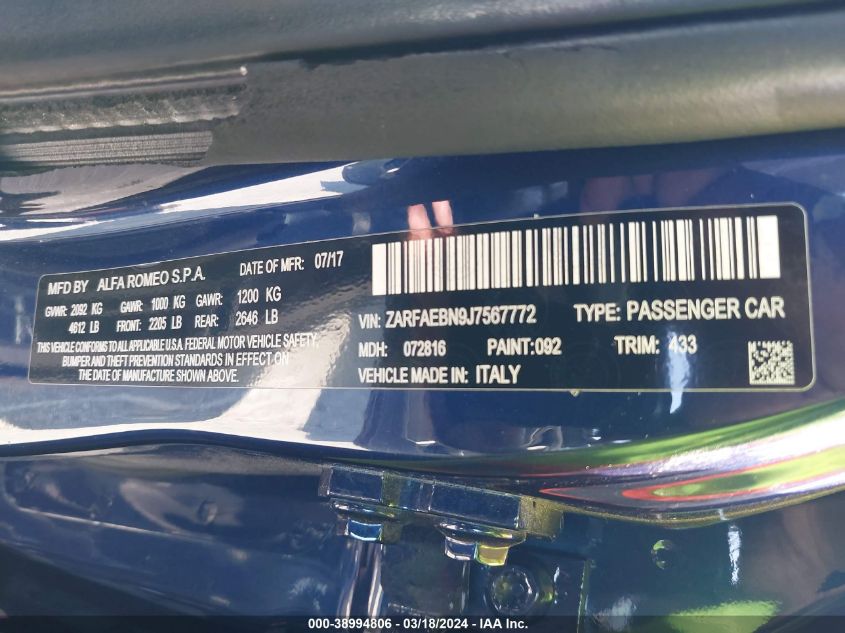 MFD BY ALFA ROMEO S.P.A. DATE OF MFR: 07/17
GVWR: 2092 KG GAWR: 1000 KG GAWR: 1200 KG
4612 LB FRONT: 2205 LB REAR: 2646 LB
THIS VEHICLE CONFORMS TO ALL APPLICABLE U.S.A. FEDERAL MOTOR VEHICLE SAFETY,
BUMPER AND THEFT PREVENTION STANDARDS IN EFFECT ON
THE DATE OF MANUFACTURE SHOWN ABOVE.
VIN: ZARFAEBN9J7567772 TYPE: PASSENGER CAR
MDH: 072816 PAINT:092 TRIM: 433
VEHICLE MADE IN: ITALY
000-38994806 - 03/18/2024 - IAA Inc.